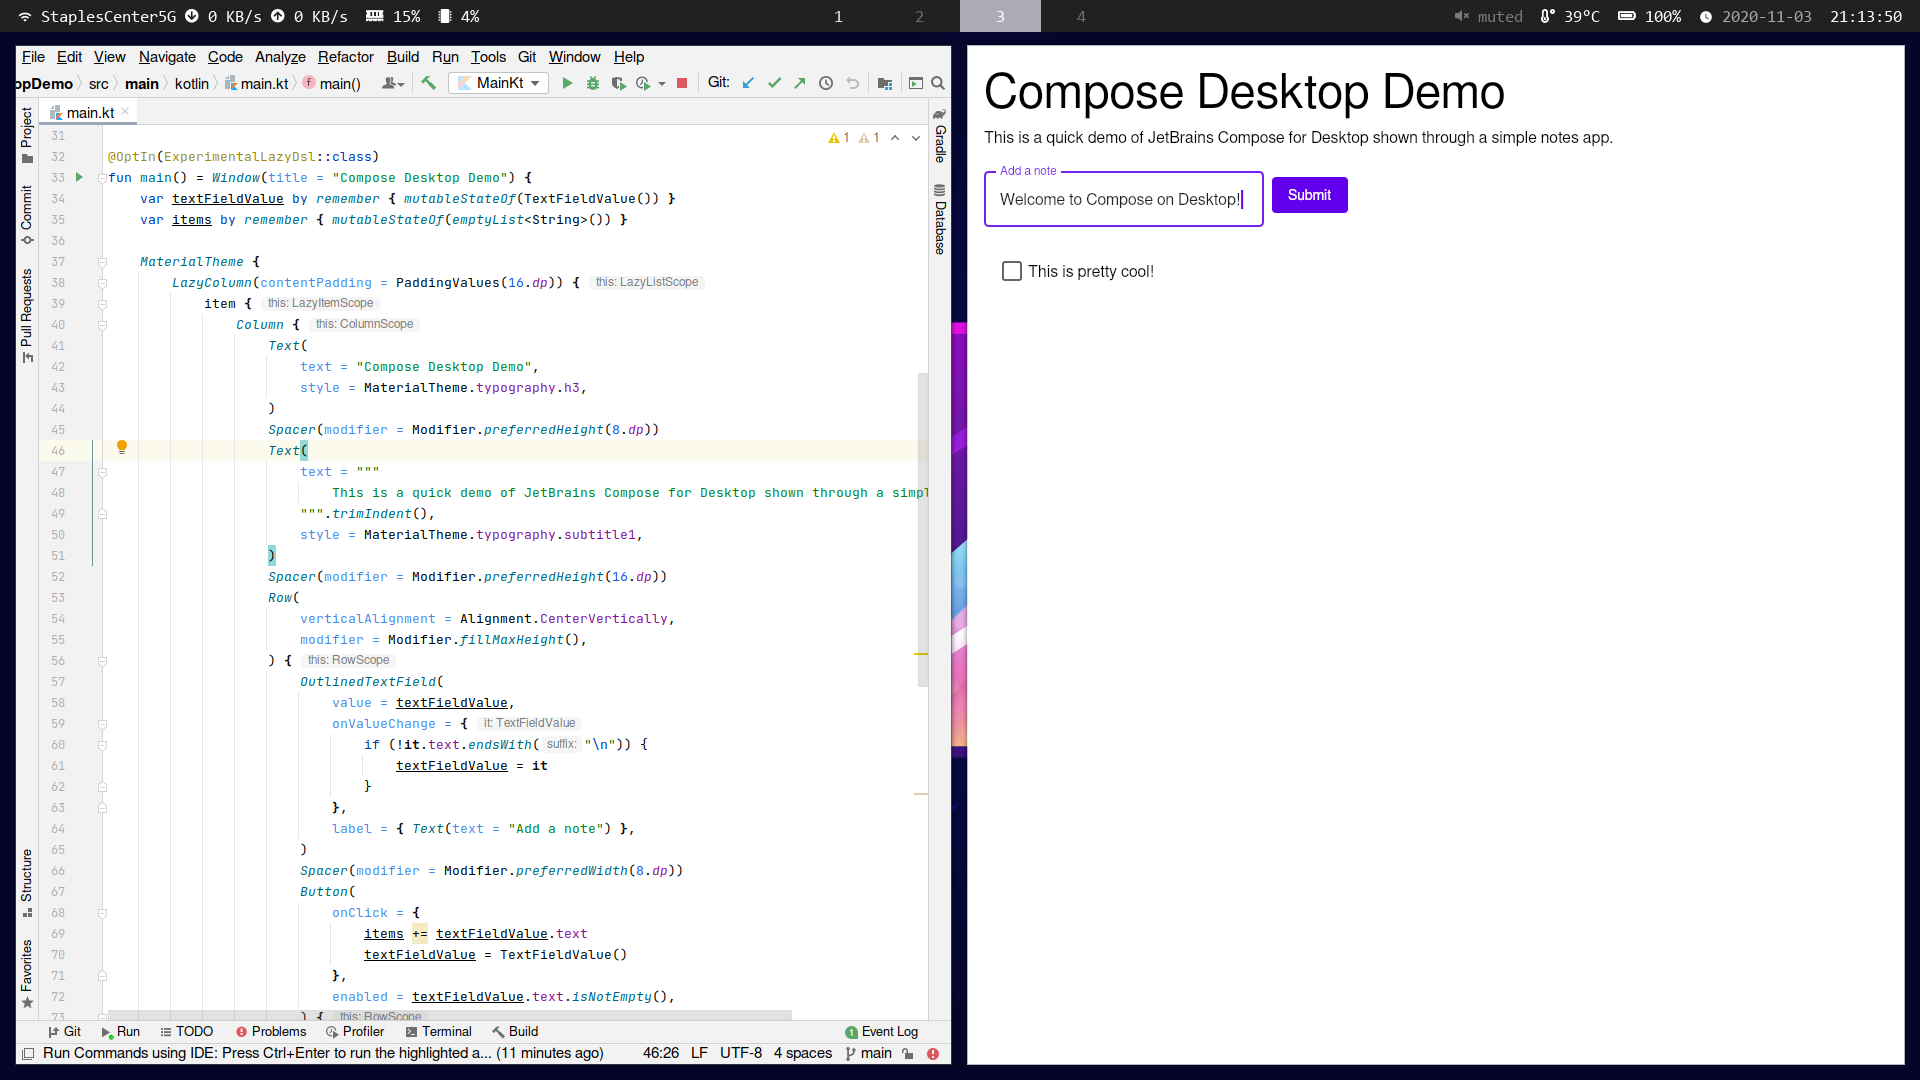 StaplesCenter5G 0 KB/s 0 KB/s 15% 4% 1 2 3 4 muted 39°C 100% 2020-11-03 21:13:50
File Edit View Navigate Code Analyze Refactor Build Run Tools Git Window Help
opDemo src main kotlin main.kt main() MainKt Git:
main.kt
Project
Commit
Pull Requests
Structure
Favorites
1 1
31
32 @OptIn(ExperimentalLazyDsl::class)
33 fun main() = Window(title = "Compose Desktop Demo") {
34 var textFieldValue by remember { mutableStateOf(TextFieldValue()) }
35 var items by remember { mutableStateOf(emptyList<String>()) }
36
37 MaterialTheme {
38 LazyColumn(contentPadding = PaddingValues(16.dp)) { this: LazyListScope
39 item { this: LazyItemScope
40 Column { this: ColumnScope
41 Text(
42 text = "Compose Desktop Demo",
43 style = MaterialTheme.typography.h3,
44 )
45 Spacer(modifier = Modifier.preferredHeight(8.dp))
46 Text(
47 text = """
48 This is a quick demo of JetBrains Compose for Desktop shown through a simpl
49 """.trimIndent(),
50 style = MaterialTheme.typography.subtitle1,
51 )
52 Spacer(modifier = Modifier.preferredHeight(16.dp))
53 Row(
54 verticalAlignment = Alignment.CenterVertically,
55 modifier = Modifier.fillMaxHeight(),
56 ) { this: RowScope
57 OutlinedTextField(
58 value = textFieldValue,
59 onValueChange = { it: TextFieldValue
60 if (!it.text.endsWith( suffix: "\n")) {
61 textFieldValue = it
62 }
63 },
64 label = { Text(text = "Add a note") },
65 )
66 Spacer(modifier = Modifier.preferredWidth(8.dp))
67 Button(
68 onClick = {
69 items += textFieldValue.text
70 textFieldValue = TextFieldValue()
71 },
72 enabled = textFieldValue.text.isNotEmpty(),
73 ) { this: RowScope
Gradle
Database
Git Run TODO Problems Profiler Terminal Build 1 Event Log
Run Commands using IDE: Press Ctrl+Enter to run the highlighted a... (11 minutes ago) 46:26 LF UTF-8 4 spaces main
Compose Desktop Demo
This is a quick demo of JetBrains Compose for Desktop shown through a simple notes app.
Add a note
Welcome to Compose on Desktop!
Submit
This is pretty cool!